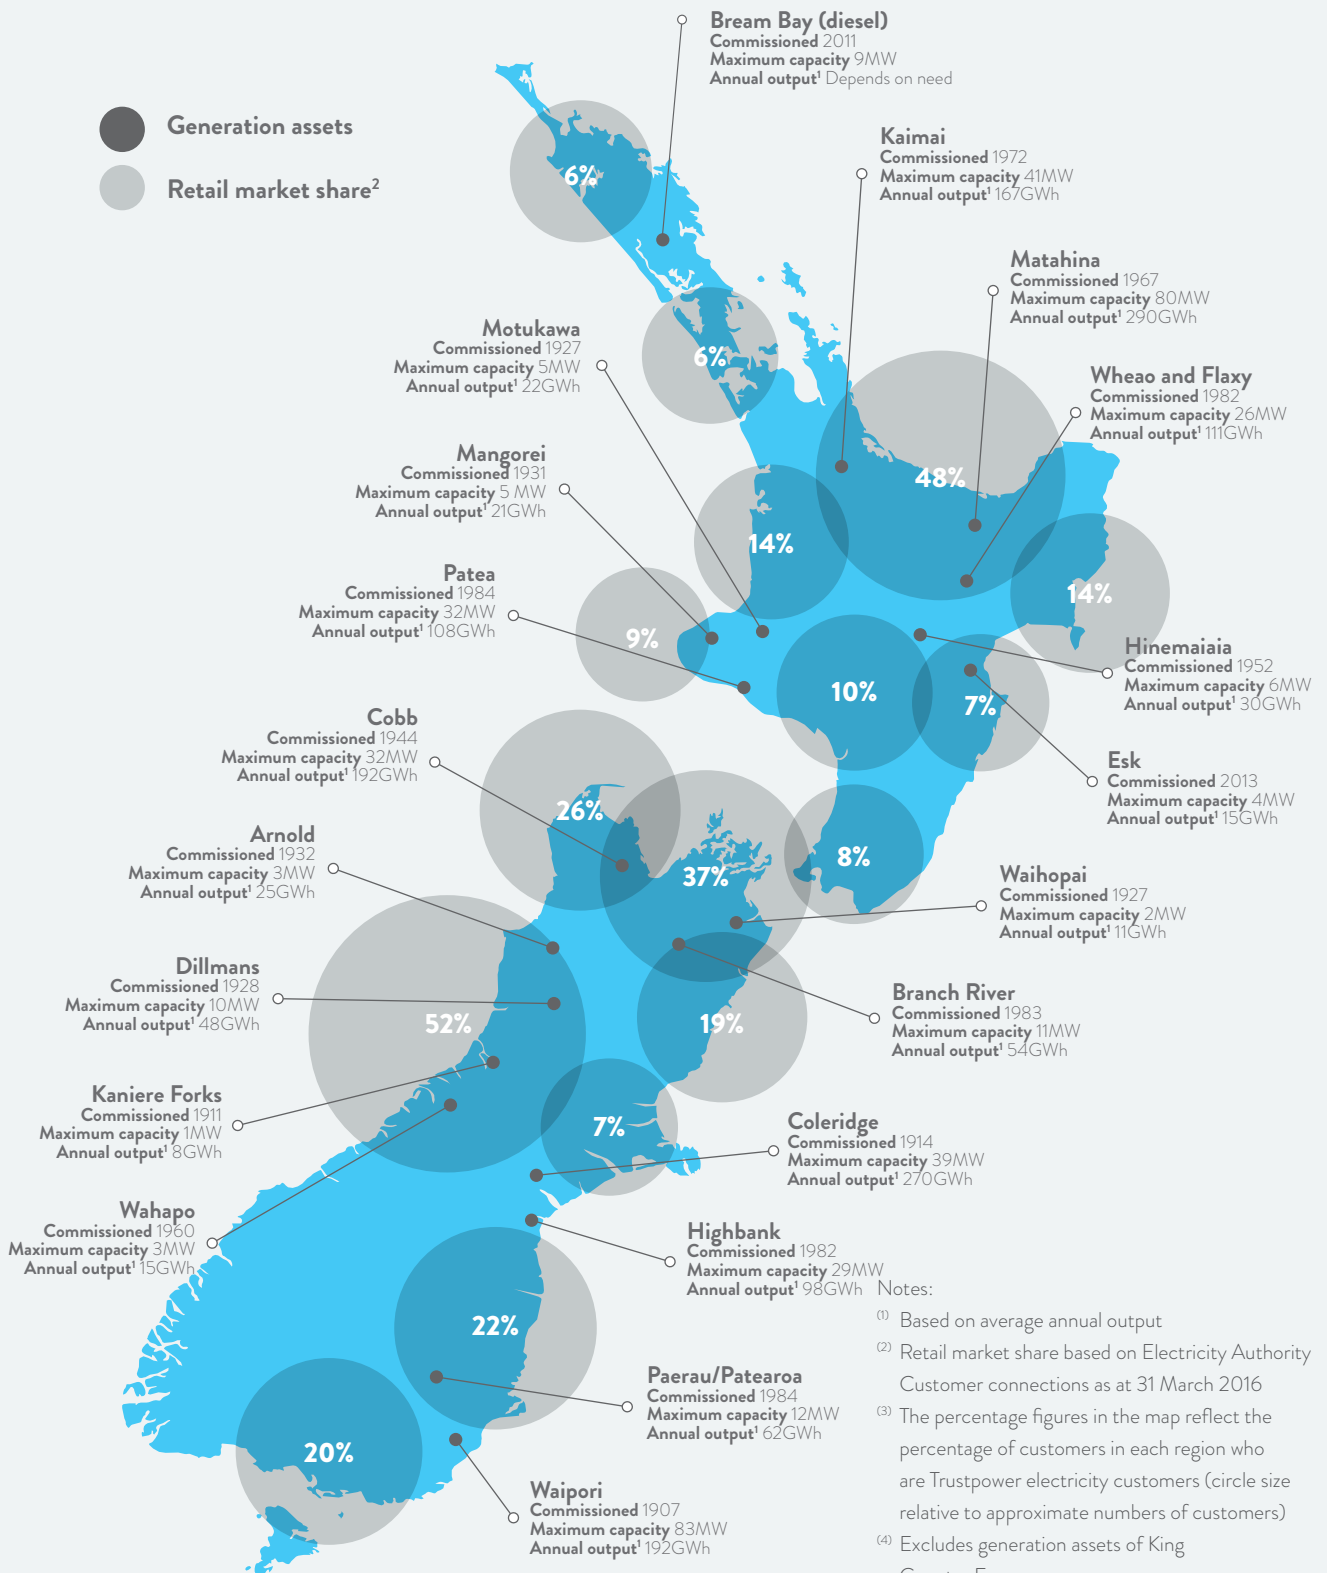 Bream Bay (diesel)
Commissioned 2011
Maximum capacity 9MW
Annual output¹ Depends on need
Generation assets
Retail market share²
Kaimai
Commissioned 1972
Maximum capacity 41MW
Annual output¹ 167GWh
6%
Matahina
Commissioned 1967
Maximum capacity 80MW
Annual output¹ 290GWh
Motukawa
Commissioned 1927
Maximum capacity 5MW
Annual output¹ 22GWh
6%
Wheao and Flaxy
Commissioned 1982
Maximum capacity 26MW
Annual output¹ 111GWh
Mangorei
Commissioned 1931
Maximum capacity 5 MW
Annual output¹ 21GWh
48%
14%
Patea
Commissioned 1984
Maximum capacity 32MW
Annual output¹ 108GWh
14%
9%
Hinemaiaia
Commissioned 1952
Maximum capacity 6MW
Annual output¹ 30GWh
10%
7%
Cobb
Commissioned 1944
Maximum capacity 32MW
Annual output¹ 192GWh
Esk
Commissioned 2013
Maximum capacity 4MW
Annual output¹ 15GWh
26%
Arnold
Commissioned 1932
Maximum capacity 3MW
Annual output¹ 25GWh
37%
8%
Waihopai
Commissioned 1927
Maximum capacity 2MW
Annual output¹ 11GWh
Dillmans
Commissioned 1928
Maximum capacity 10MW
Annual output¹ 48GWh
52%
19%
Branch River
Commissioned 1983
Maximum capacity 11MW
Annual output¹ 54GWh
Kaniere Forks
Commissioned 1911
Maximum capacity 1MW
Annual output¹ 8GWh
7%
Coleridge
Commissioned 1914
Maximum capacity 39MW
Annual output¹ 270GWh
Wahapo
Commissioned 1960
Maximum capacity 3MW
Annual output¹ 15GWh
Highbank
Commissioned 1982
Maximum capacity 29MW
Annual output¹ 98GWh
22%
Paerau/Patearoa
Commissioned 1984
Maximum capacity 12MW
Annual output¹ 62GWh
20%
Waipori
Commissioned 1907
Maximum capacity 83MW
Annual output¹ 192GWh
Notes:
(1) Based on average annual output
(2) Retail market share based on Electricity Authority
Customer connections as at 31 March 2016
(3) The percentage figures in the map reflect the
percentage of customers in each region who
are Trustpower electricity customers (circle size
relative to approximate numbers of customers)
(4) Excludes generation assets of King